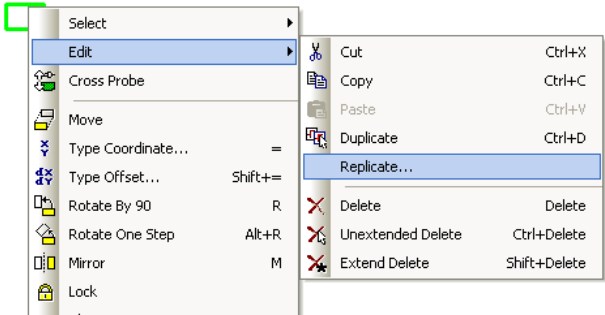 Select
Edit
Cross Probe
Move
Type Coordinate... =
Type Offset... Shift+=
Rotate By 90 R
Rotate One Step Alt+R
Mirror M
Lock
Cut Ctrl+X
Copy Ctrl+C
Paste Ctrl+V
Duplicate Ctrl+D
Replicate...
Delete Delete
Unextended Delete Ctrl+Delete
Extend Delete Shift+Delete